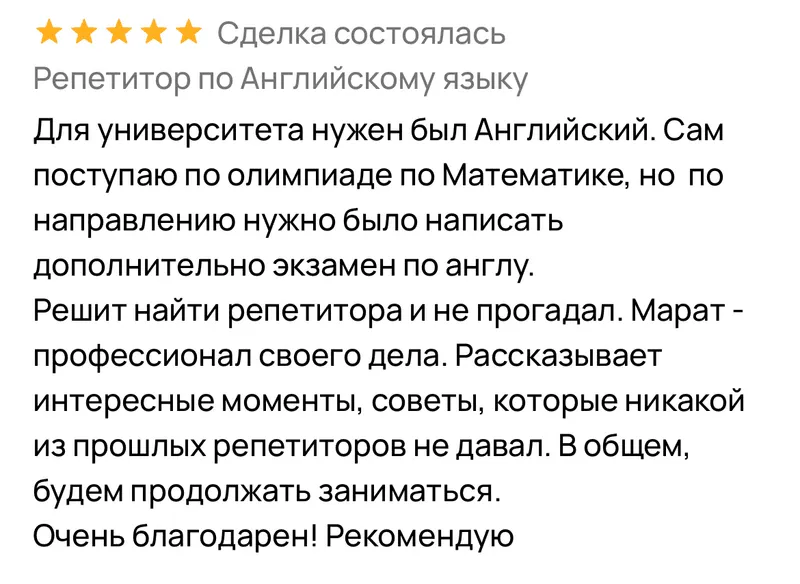 Сделка состоялась
Репетитор по Английскому языку
Для университета нужен был Английский. Сам
поступаю по олимпиаде по Математике, но  по
направлению нужно было написать
дополнительно экзамен по англу.
Решит найти репетитора и не прогадал. Марат -
профессионал своего дела. Рассказывает
интересные моменты, советы, которые никакой
из прошлых репетиторов не давал. В общем,
будем продолжать заниматься.
Очень благодарен! Рекомендую